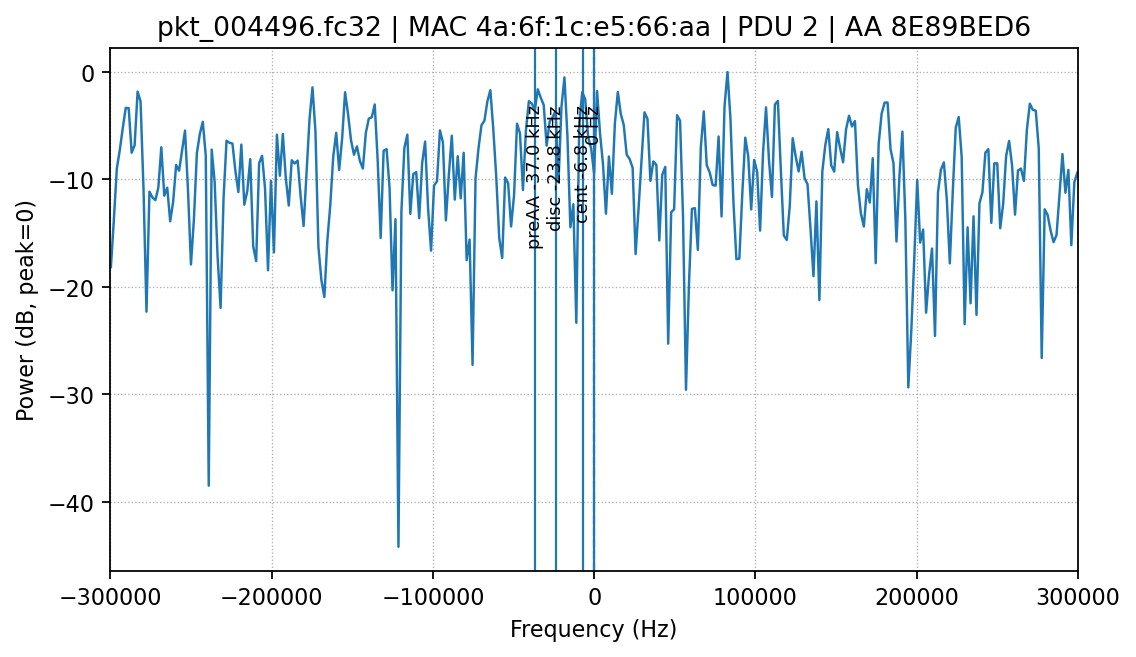 pkt_004496.fc32 | MAC 4a:6f:1c:e5:66:aa | PDU 2 | AA 8E89BED6
Power (dB, peak=0)
0
−10
−20
−30
−40
preAA -37.0 kHz
disc -23.8 kHz
cent -6.8 kHz
0 Hz
−300000
−200000
−100000
0
100000
200000
300000
Frequency (Hz)